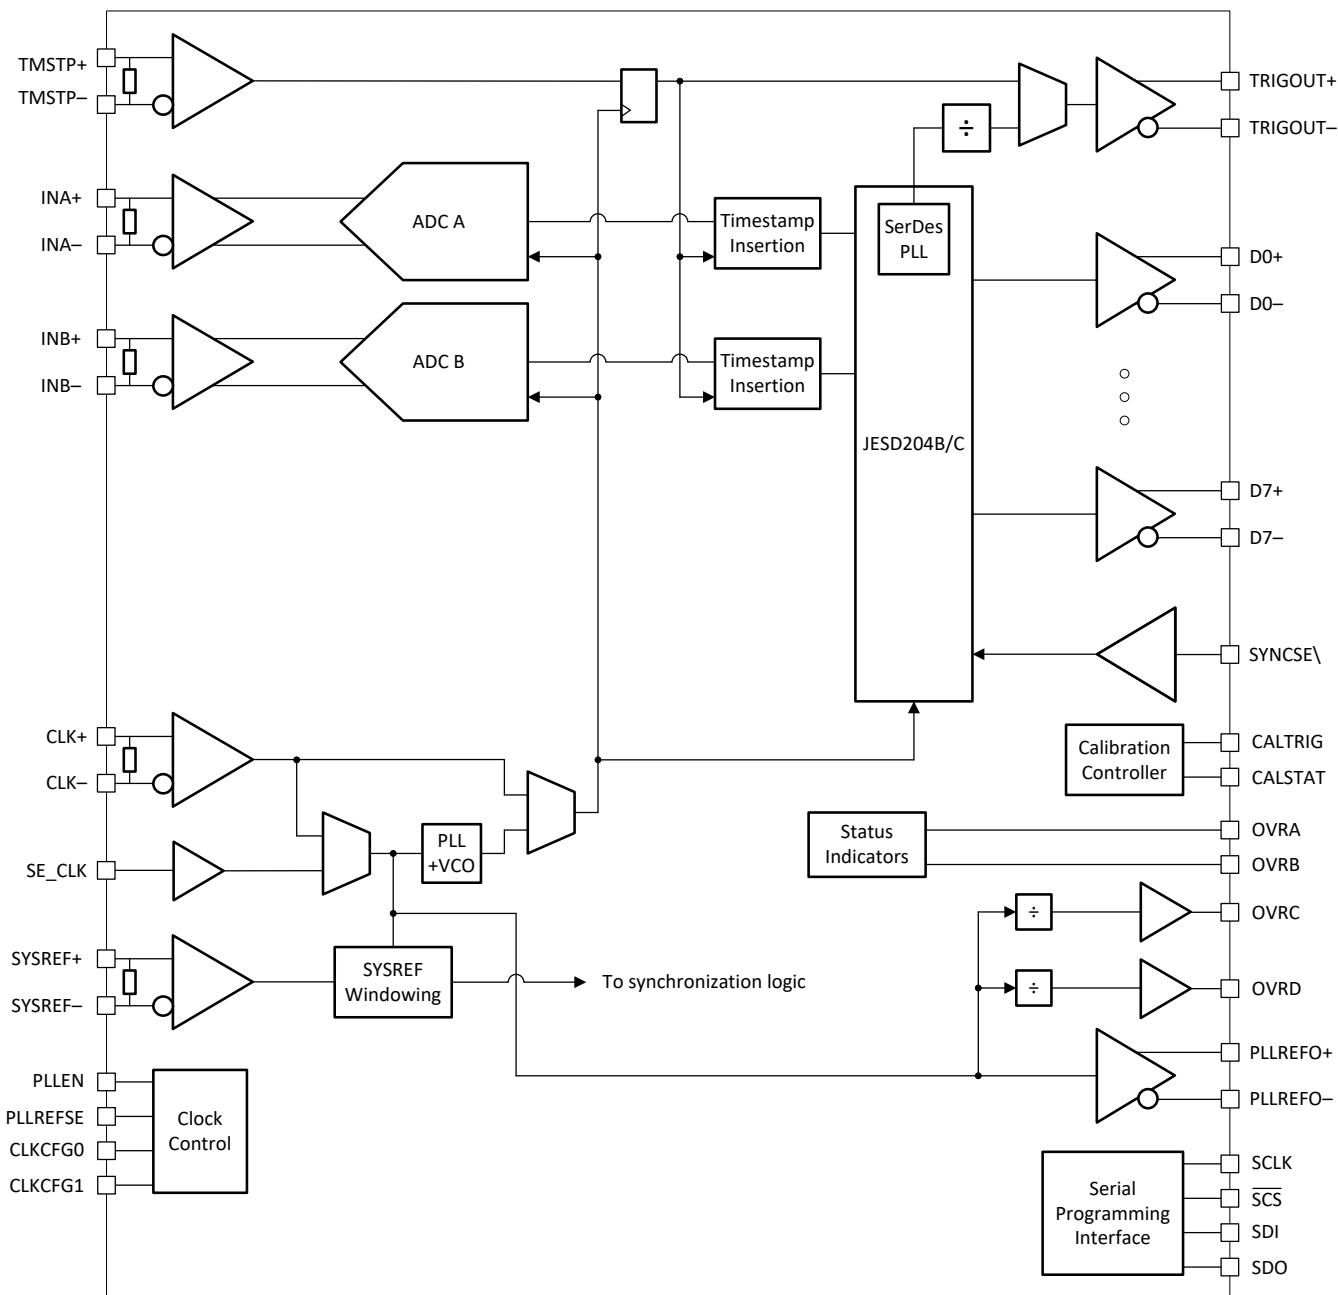 TMSTP+
TMSTP–
÷
TRIGOUT+
TRIGOUT–
INA+
INA–
ADC A
Timestamp
Insertion
SerDes
PLL
D0+
D0–
INB+
INB–
ADC B
Timestamp
Insertion
JESD204B/C
D7+
D7–
SYNCSE\
CLK+
CLK–
Calibration
Controller
CALTRIG
CALSTAT
SE_CLK
PLL
+VCO
Status
Indicators
OVRA
OVRB
÷
OVRC
SYSREF+
SYSREF–
SYSREF
Windowing
To synchronization logic
÷
OVRD
PLLREFO+
PLLREFO–
PLLEN
PLLREFSE
CLKCFG0
CLKCFG1
Clock
Control
Serial
Programming
Interface
SCLK
SCS
SDI
SDO